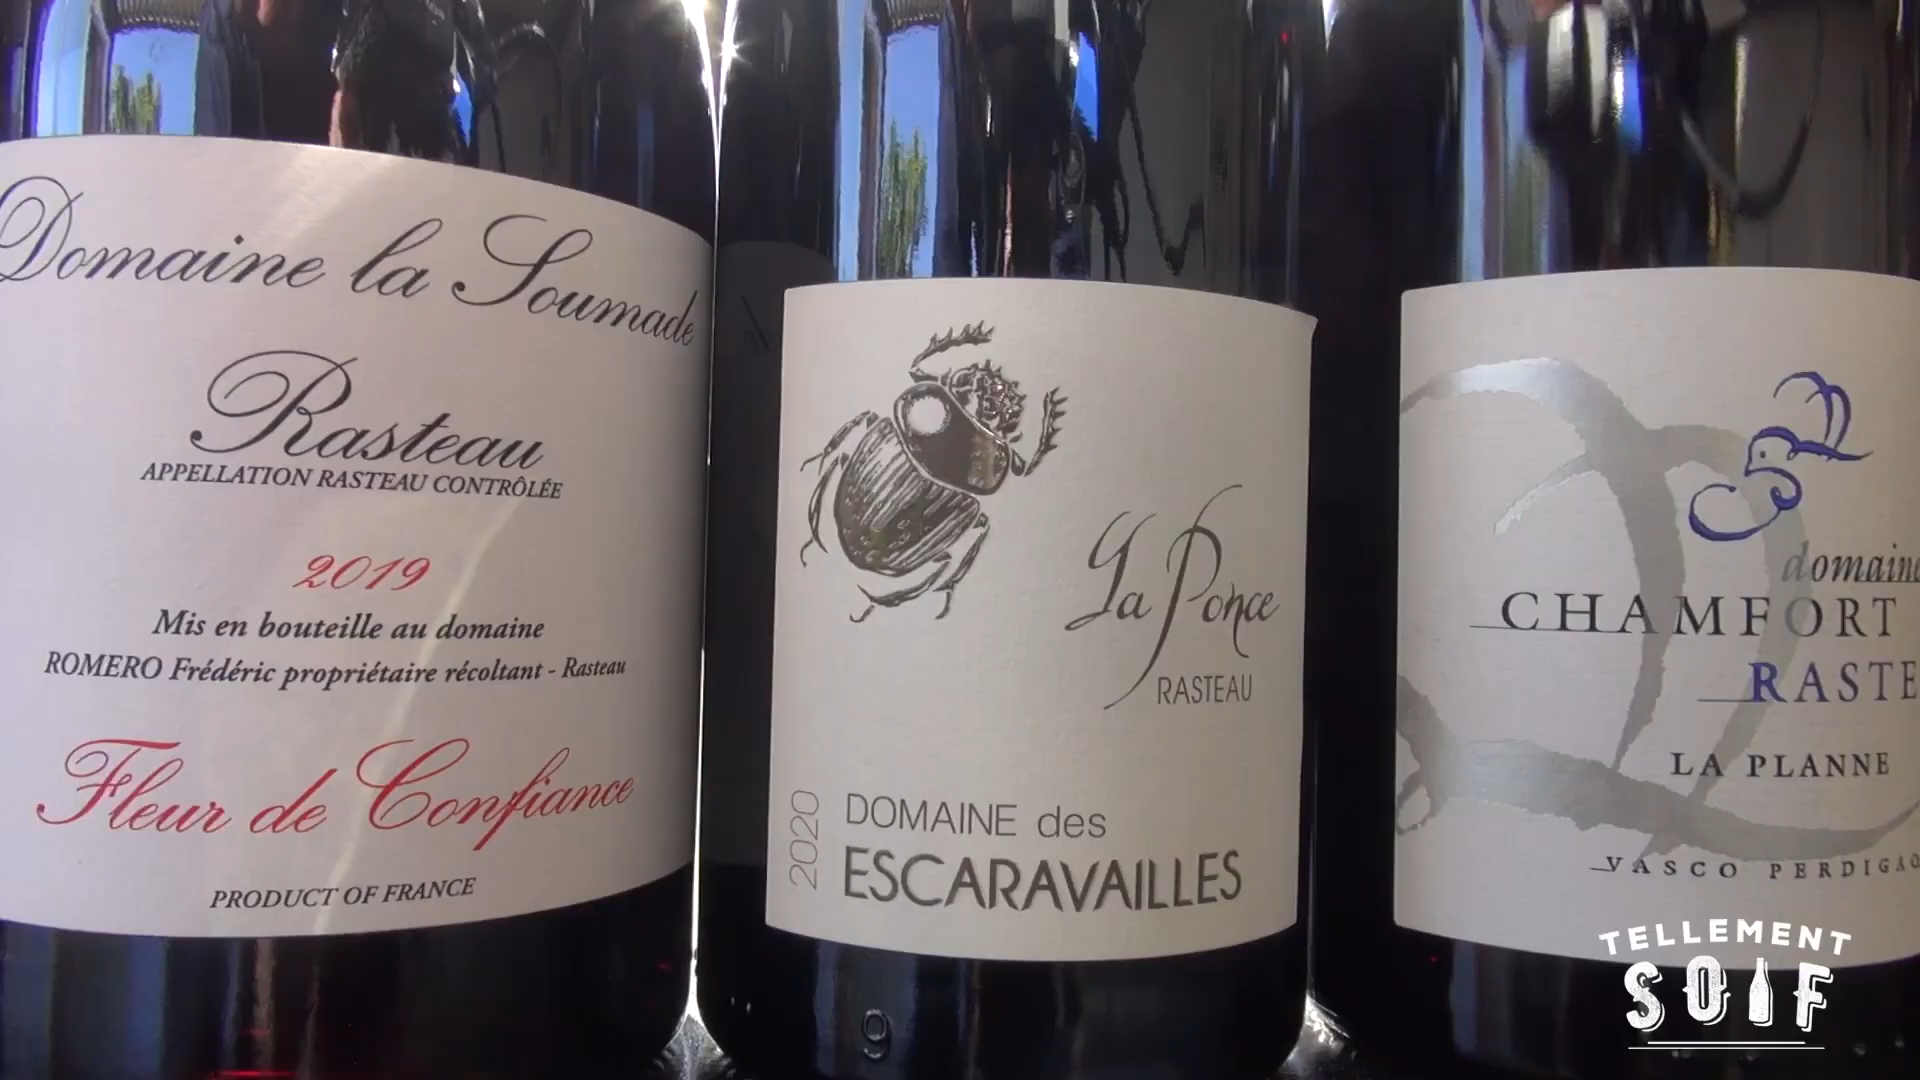 Domaine la Soumade
Rasteau
APPELLATION RASTEAU CONTRÔLÉE
2019
Mis en bouteille au domaine
ROMERO Frédéric propriétaire récoltant - Rasteau
Fleur de Confiance
PRODUCT OF FRANCE
La Ponce
RASTEAU
2020
DOMAINE des
ESCARAVAILLES
9
domaine
CHAMFORT
RASTE
LA PLANNE
VASCO PERDIGAO
TELLEMENT
SOIF